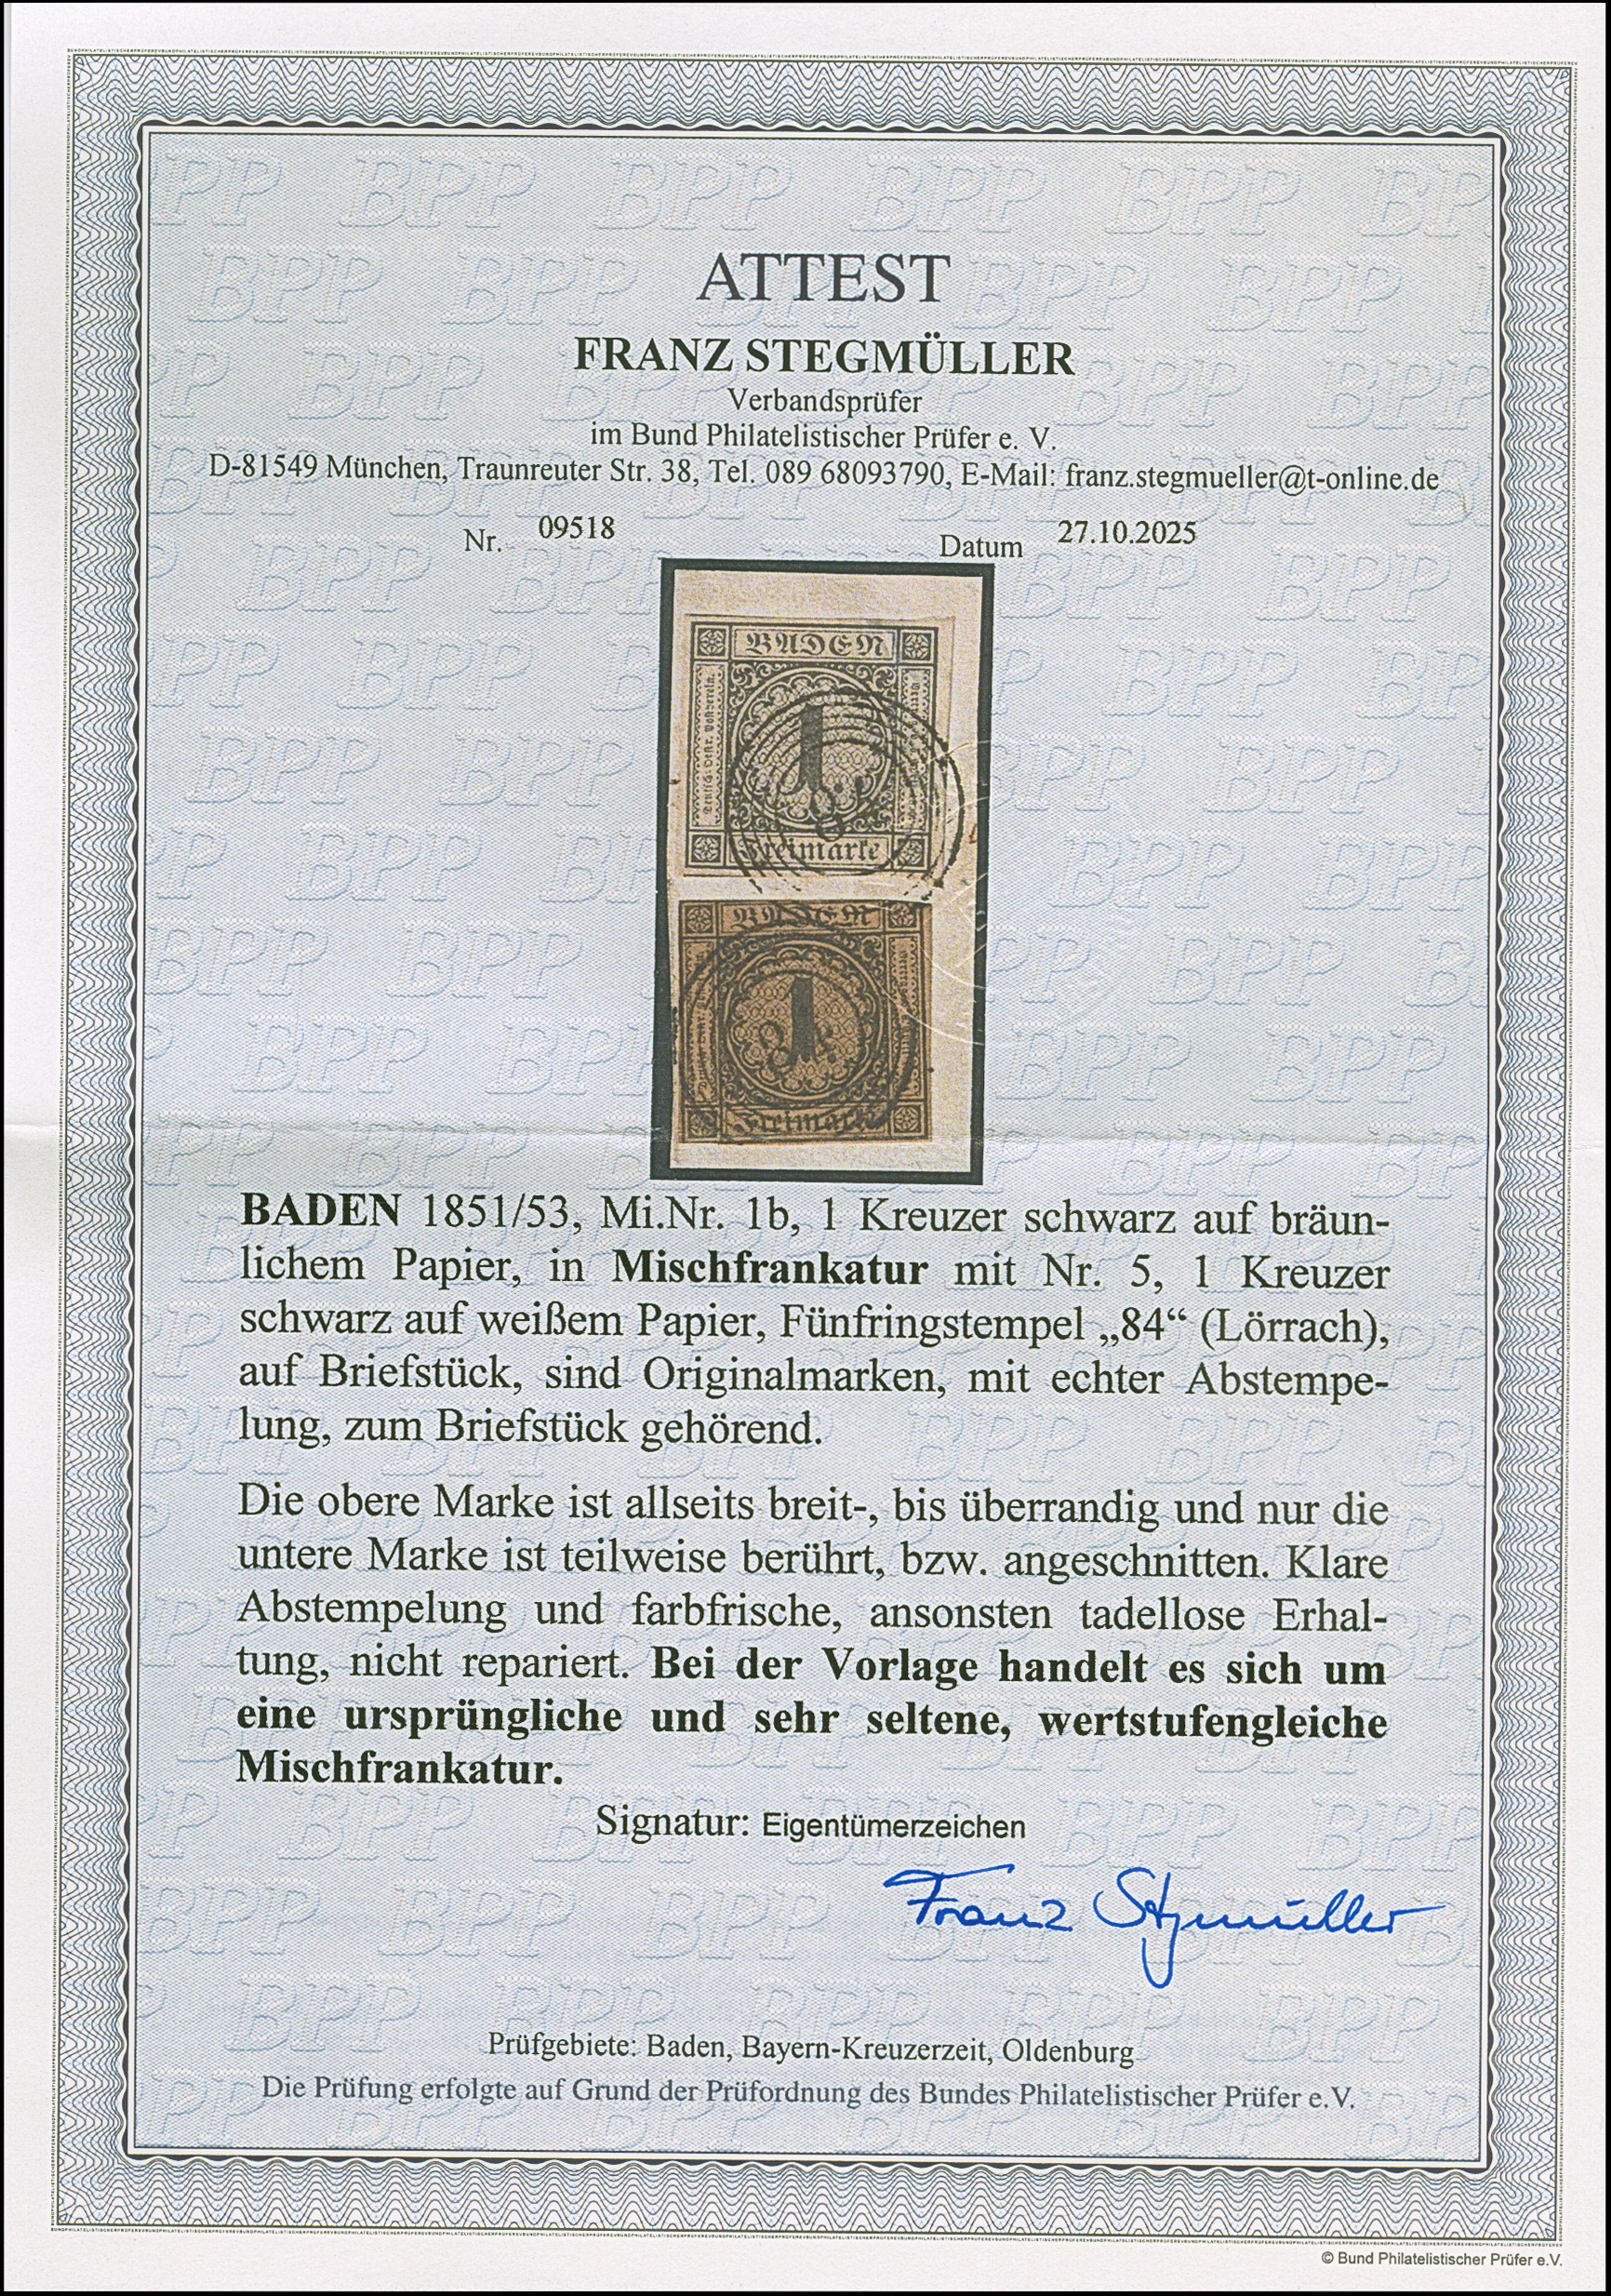 ATTEST
FRANZ STEGMÜLLER
Verbandsprüfer
im Bund Philatelistischer Prüfer e. V.
D-81549 München, Traunreuter Str. 38, Tel. 089 68093790, E-Mail: franz.stegmueller@t-online.de
Nr. 09518 Datum 27.10.2025
BADEN
1
Freimarke
BADEN
1
Freimarke
BADEN 1851/53, Mi.Nr. 1b, 1 Kreuzer schwarz auf bräun-
lichem Papier, in Mischfrankatur mit Nr. 5, 1 Kreuzer
schwarz auf weißem Papier, Fünfringstempel „84“ (Lörrach),
auf Briefstück, sind Originalmarken, mit echter Abstempe-
lung, zum Briefstück gehörend.
Die obere Marke ist allseits breit-, bis überrandig und nur die
untere Marke ist teilweise berührt, bzw. angeschnitten. Klare
Abstempelung und farbfrische, ansonsten tadellose Erhal-
tung, nicht repariert. Bei der Vorlage handelt es sich um
eine ursprüngliche und sehr seltene, wertstufengleiche
Mischfrankatur.
Signatur: Eigentümerzeichen
Franz Stegmüller
Prüfgebiete: Baden, Bayern-Kreuzerzeit, Oldenburg
Die Prüfung erfolgte auf Grund der Prüfordnung des Bundes Philatelistischer Prüfer e.V.
© Bund Philatelistischer Prüfer e.V.